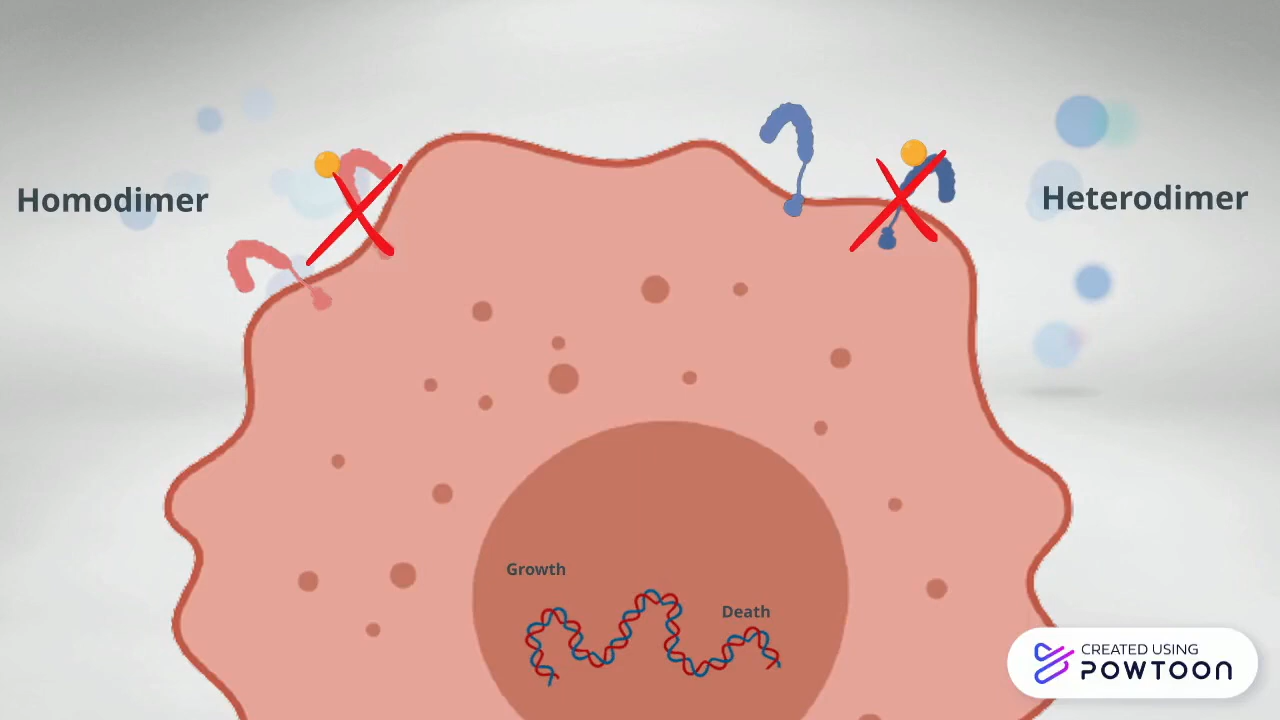 Homodimer
Heterodimer
Growth
Death
CREATED USING
POWTOON